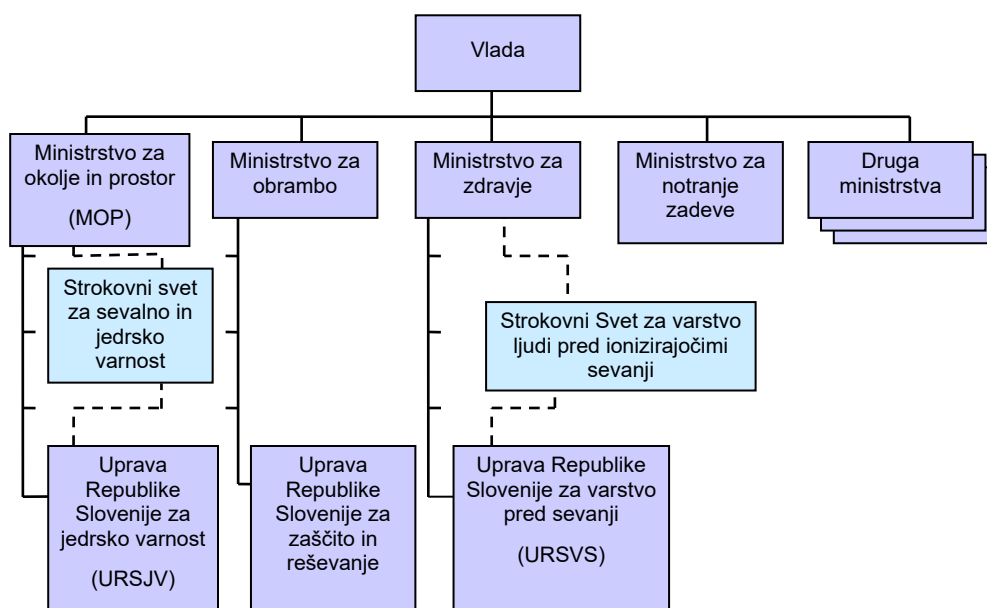 Vlada
Ministrstvo za
okolje in prostor
(MOP)
Ministrstvo za
obrambo
Ministrstvo za
zdravje
Ministrstvo za
notranje
zadeve
Druga
ministrstva
Strokovni svet
za sevalno in
jedrsko
varnost
Strokovni Svet za varstvo
ljudi pred ionizirajočimi
sevanji
Uprava
Republike
Slovenije za
jedrsko varnost
(URSJV)
Uprava
Republike
Slovenije za
zaščito in
reševanje
Uprava Republike
Slovenije za varstvo
pred sevanji
(URSVS)